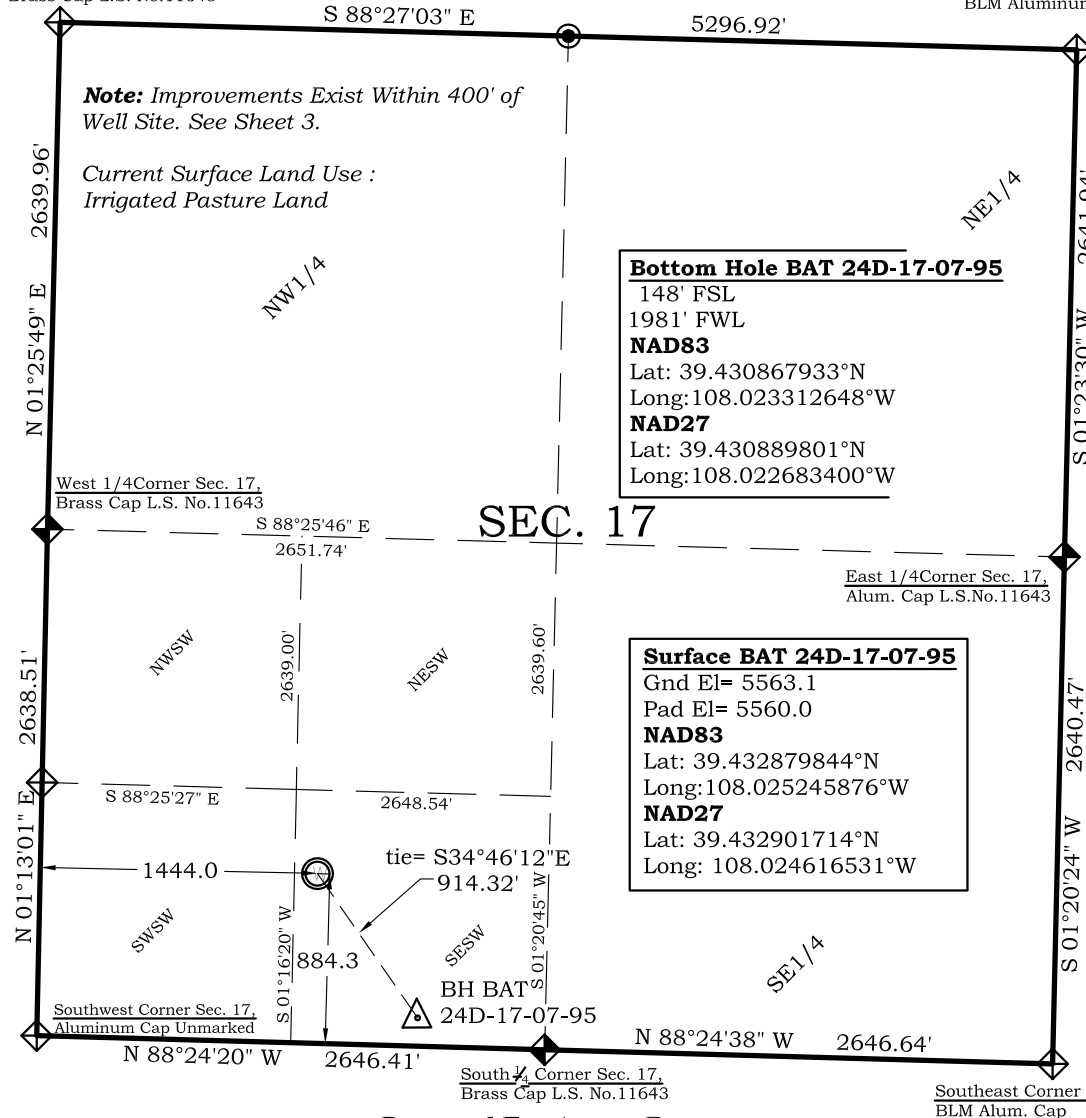 S 88°27'03" E
5296.92'
BLM Aluminum
Note: Improvements Exist Within 400' of
Well Site. See Sheet 3.
Current Surface Land Use :
Irrigated Pasture Land
2639.96'
N 01°25'49" E
NW1/4
NE1/4
S 01°23'30" W
Bottom Hole BAT 24D-17-07-95
148' FSL
1981' FWL
NAD83
Lat: 39.430867933°N
Long:108.023312648°W
NAD27
Lat: 39.430889801°N
Long:108.022683400°W
West 1/4Corner Sec. 17,
Brass Cap L.S. No.11643
S 88°25'46" E
2651.74'
SEC. 17
East 1/4Corner Sec. 17,
Alum. Cap L.S.No.11643
NWSW
2639.00'
NESW
2639.60'
2638.51'
Surface BAT 24D-17-07-95
Gnd El= 5563.1
Pad El= 5560.0
NAD83
Lat: 39.432879844°N
Long:108.025245876°W
NAD27
Lat: 39.432901714°N
Long: 108.024616531°W
2640.47'
S 88°25'27" E
2648.54'
N 01°13'01" E
1444.0
tie= S34°46'12"E
914.32'
SWSW
S 01°16'20" W
884.3
SESW
S 01°20'45" W
SE1/4
S 01°20'24" W
BH BAT
24D-17-07-95
Southwest Corner Sec. 17,
Aluminum Cap Unmarked
N 88°24'20" W
2646.41'
N 88°24'38" W
2646.64'
South 1/4 Corner Sec. 17,
Brass Cap L.S. No.11643
Southeast Corner
BLM Alum. Cap